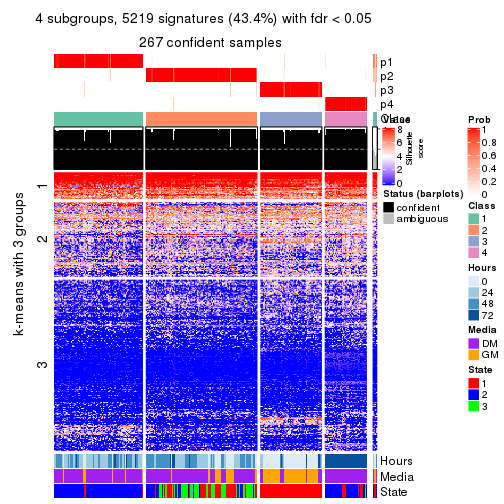 4 subgroups, 5219 signatures (43.4%) with fdr < 0.05
267 confident samples
p1
p2
p3
p4
Class
Value
8
6
4
2
0
Silhouette
score
k-means with 3 groups
1
2
3
Status (barplots)
confident
ambiguous
Prob
1
0.8
0.6
0.4
0.2
0
Class
1
2
3
4
Hours
0
24
48
72
Media
DM
GM
State
1
2
3
Hours
Media
State